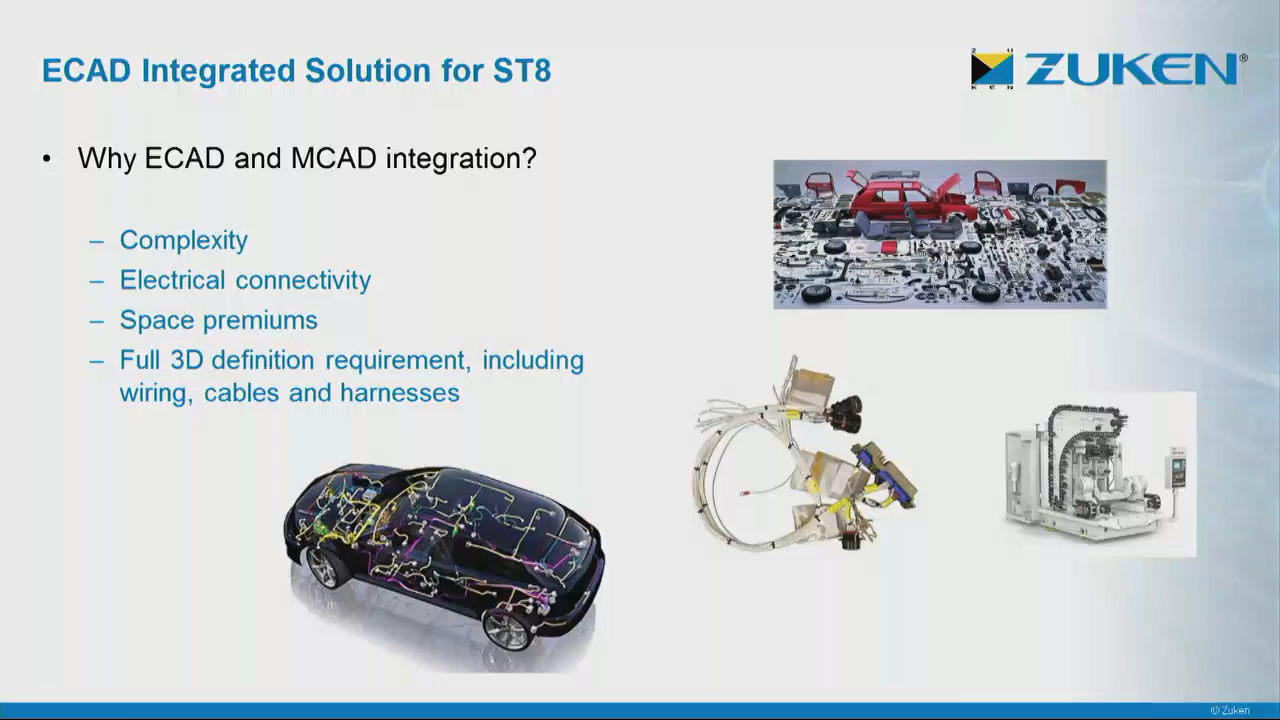 ECAD Integrated Solution for ST8
ZUKEN®
• Why ECAD and MCAD integration?
– Complexity
– Electrical connectivity
– Space premiums
– Full 3D definition requirement, including
wiring, cables and harnesses
© Zuken